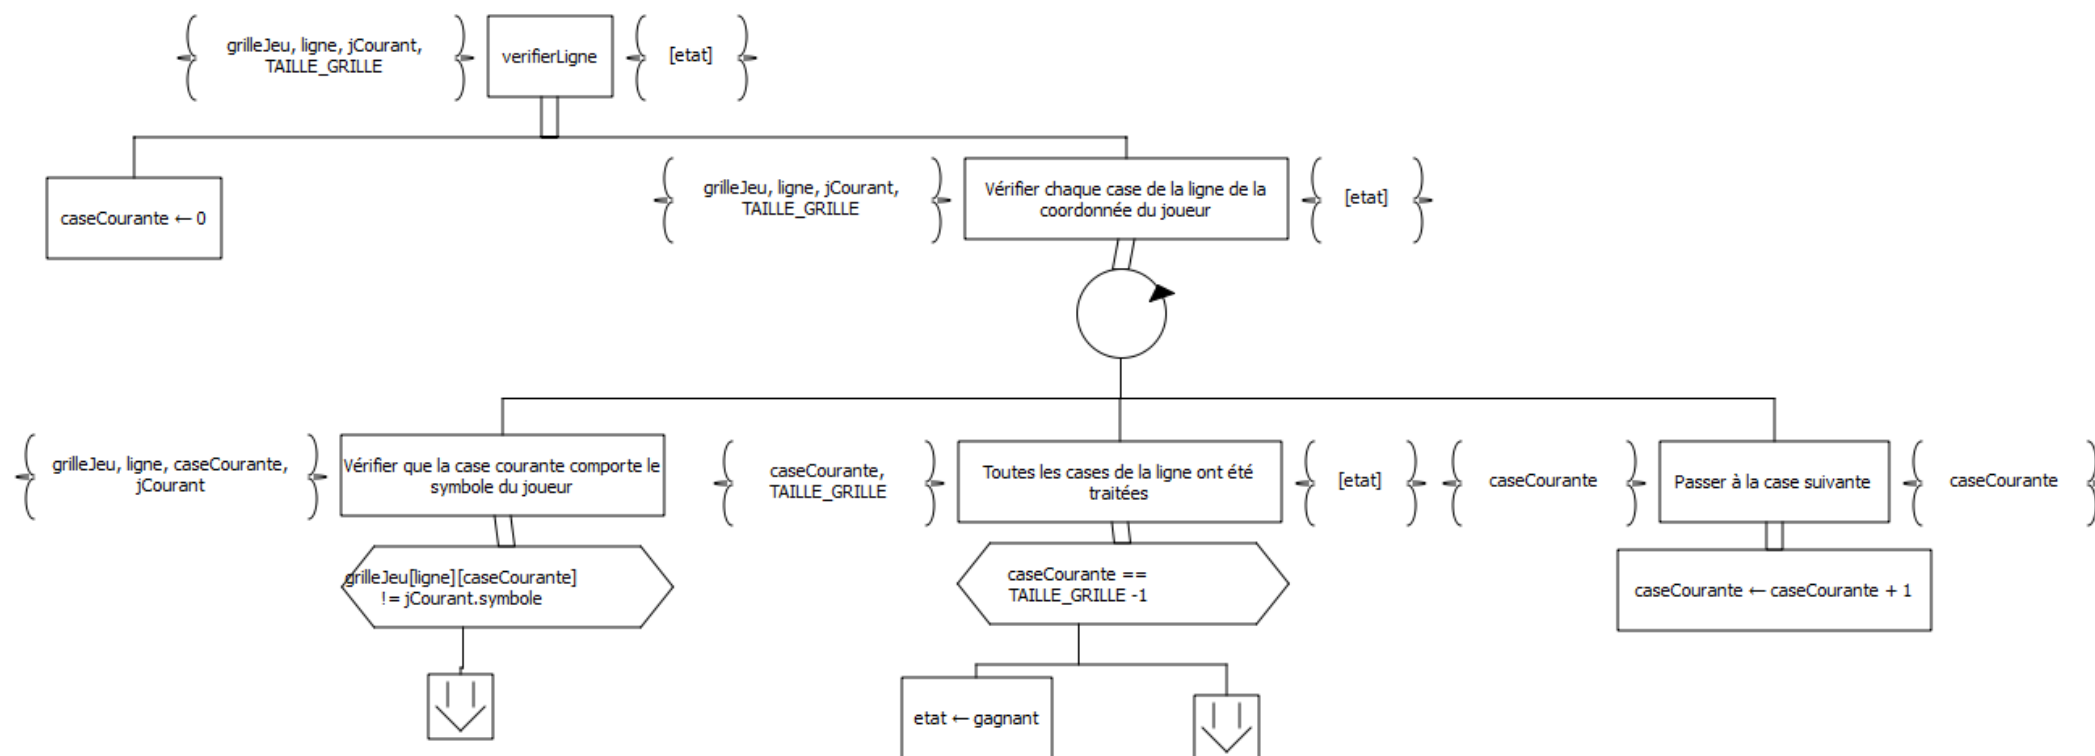 grilleJeu, ligne, jCourant,
TAILLE_GRILLE
verifierLigne
[etat]
caseCourante ← 0
grilleJeu, ligne, jCourant,
TAILLE_GRILLE
Vérifier chaque case de la ligne de la
coordonnée du joueur
[etat]
grilleJeu, ligne, caseCourante,
jCourant
Vérifier que la case courante comporte le
symbole du joueur
caseCourante,
TAILLE_GRILLE
Toutes les cases de la ligne ont été
traitées
[etat]
caseCourante
Passer à la case suivante
caseCourante
grilleJeu[ligne][caseCourante]
!= jCourant.symbole
caseCourante ==
TAILLE_GRILLE -1
caseCourante ← caseCourante + 1
etat ← gagnant